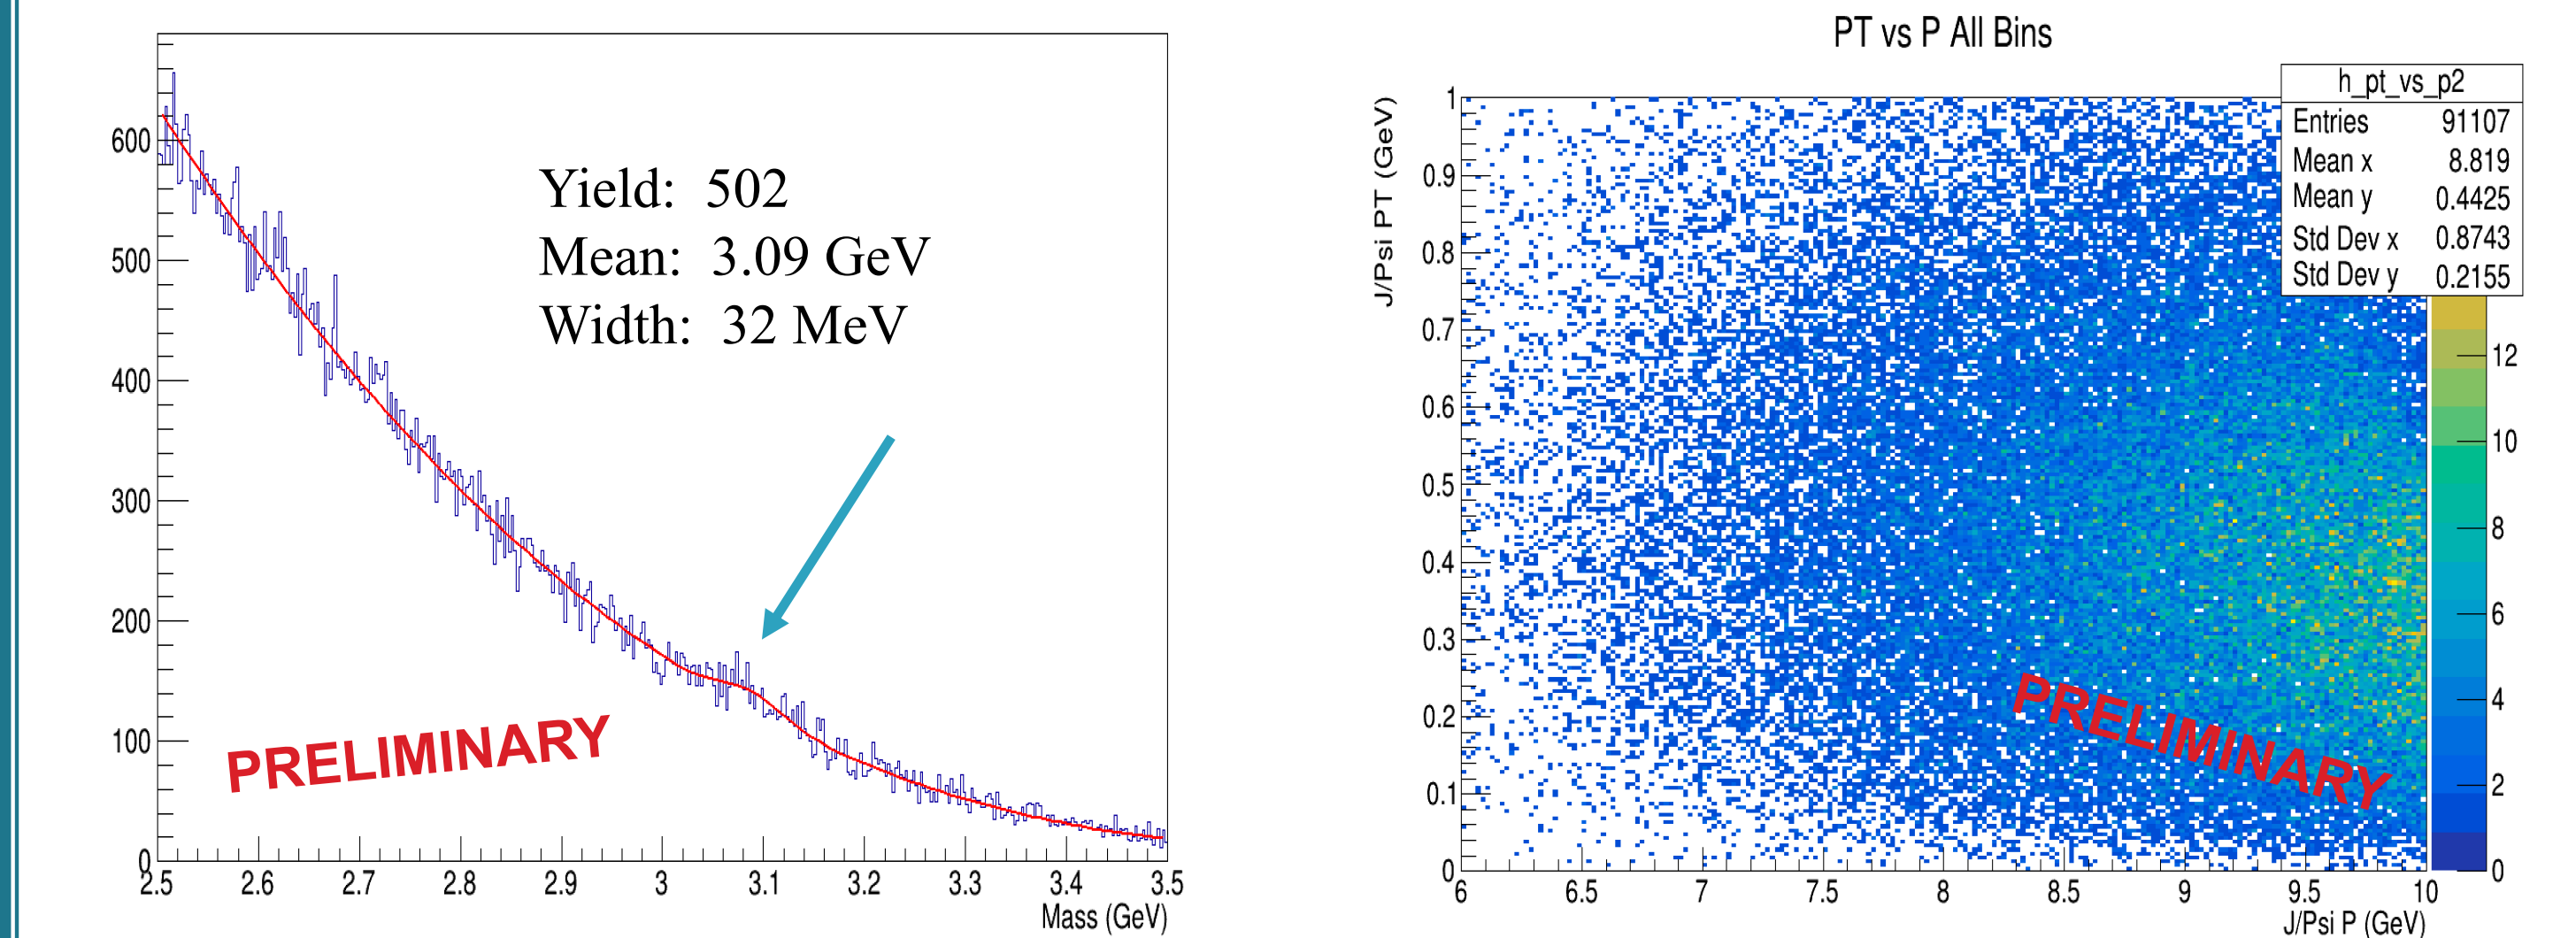 600
500
400
300
200
100
0
2.5 2.6 2.7 2.8 2.9 3 3.1 3.2 3.3 3.4 3.5
Mass (GeV)
Yield: 502
Mean: 3.09 GeV
Width: 32 MeV
PRELIMINARY
PT vs P All Bins
h_pt_vs_p2
Entries 91107
Mean x 8.819
Mean y 0.4425
Std Dev x 0.8743
Std Dev y 0.2155
J/Psi PT (GeV)
1
0.9
0.8
0.7
0.6
0.5
0.4
0.3
0.2
0.1
0
6 6.5 7 7.5 8 8.5 9 9.5 10
J/Psi P (GeV)
12
10
8
6
4
2
0
PRELIMINARY